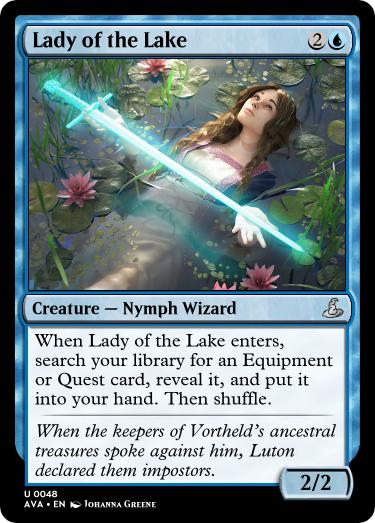 Lady of the Lake 2
Creature — Nymph Wizard
When Lady of the Lake enters,
search your library for an Equipment
or Quest card, reveal it, and put it
into your hand. Then shuffle.
When the keepers of Vortheld's ancestral
treasures spoke against him, Luton
declared them impostors.
2/2
U 0048
AVA • EN Johanna Greene